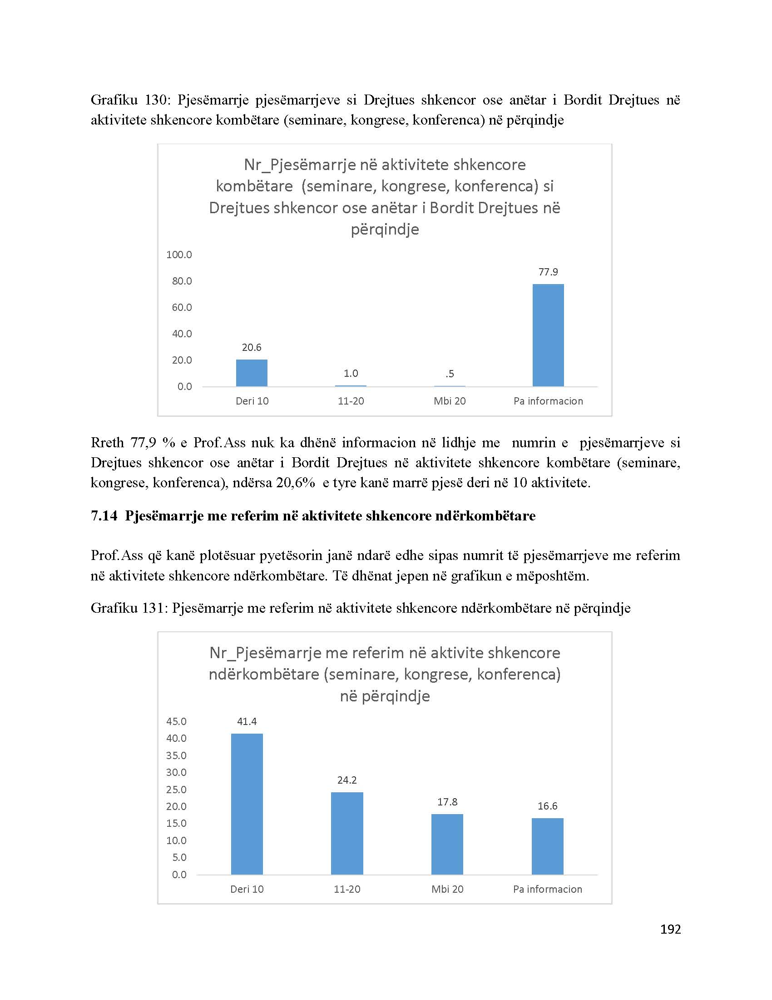 Grafiku 130: Pjesëmarrje pjesëmarrjeve si Drejtues shkencor ose anëtar i Bordit Drejtues në
aktivitete shkencore kombëtare (seminare, kongrese, konferenca) në përqindje
Nr_Pjesëmarrje në aktivitete shkencore
kombëtare (seminare, kongrese, konferenca) si
Drejtues shkencor ose anëtar i Bordit Drejtues në
përqindje
100.0
80.0
60.0
40.0
20.0
0.0
20.6
1.0
.5
77.9
Deri 10
11-20
Mbi 20
Pa informacion
Rreth 77,9 % e Prof.Ass nuk ka dhënë informacion në lidhje me numrin e pjesëmarrjeve si
Drejtues shkencor ose anëtar i Bordit Drejtues në aktivitete shkencore kombëtare (seminare,
kongrese, konferenca), ndërsa 20,6% e tyre kanë marrë pjesë deri në 10 aktivitete.
7.14 Pjesëmarrje me referim në aktivitete shkencore ndërkombëtare
Prof.Ass që kanë plotësuar pyetësorin janë ndarë edhe sipas numrit të pjesëmarrjeve me referim
në aktivitete shkencore ndërkombëtare. Të dhënat jepen në grafikun e mëposhtëm.
Grafiku 131: Pjesëmarrje me referim në aktivitete shkencore ndërkombëtare në përqindje
Nr_Pjesëmarrje me referim në aktivite shkencore
ndërkombëtare (seminare, kongrese, konferenca)
në përqindje
45.0
40.0
35.0
30.0
25.0
20.0
15.0
10.0
5.0
0.0
41.4
24.2
17.8
16.6
Deri 10
11-20
Mbi 20
Pa informacion
192